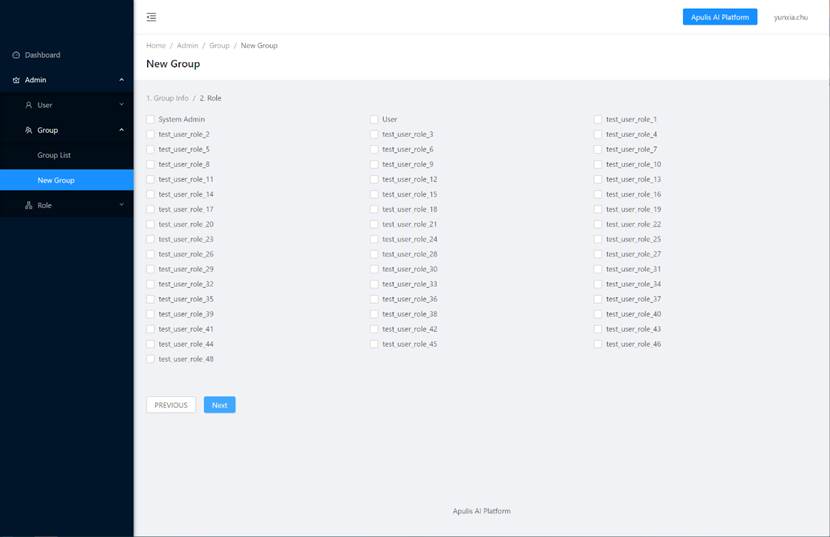 Apulis AI Platform yunxia.chu
Dashboard
Admin
User
Group
Group List
New Group
Role
Home / Admin / Group / New Group
New Group
1. Group Info / 2. Role
System Admin User test_user_role_1
test_user_role_2 test_user_role_3 test_user_role_4
test_user_role_5 test_user_role_6 test_user_role_7
test_user_role_8 test_user_role_9 test_user_role_10
test_user_role_11 test_user_role_12 test_user_role_13
test_user_role_14 test_user_role_15 test_user_role_16
test_user_role_17 test_user_role_18 test_user_role_19
test_user_role_20 test_user_role_21 test_user_role_22
test_user_role_23 test_user_role_24 test_user_role_25
test_user_role_26 test_user_role_28 test_user_role_27
test_user_role_29 test_user_role_30 test_user_role_31
test_user_role_32 test_user_role_33 test_user_role_34
test_user_role_35 test_user_role_36 test_user_role_37
test_user_role_39 test_user_role_38 test_user_role_40
test_user_role_41 test_user_role_42 test_user_role_43
test_user_role_44 test_user_role_45 test_user_role_46
test_user_role_48
PREVIOUS Next
Apulis AI Platform